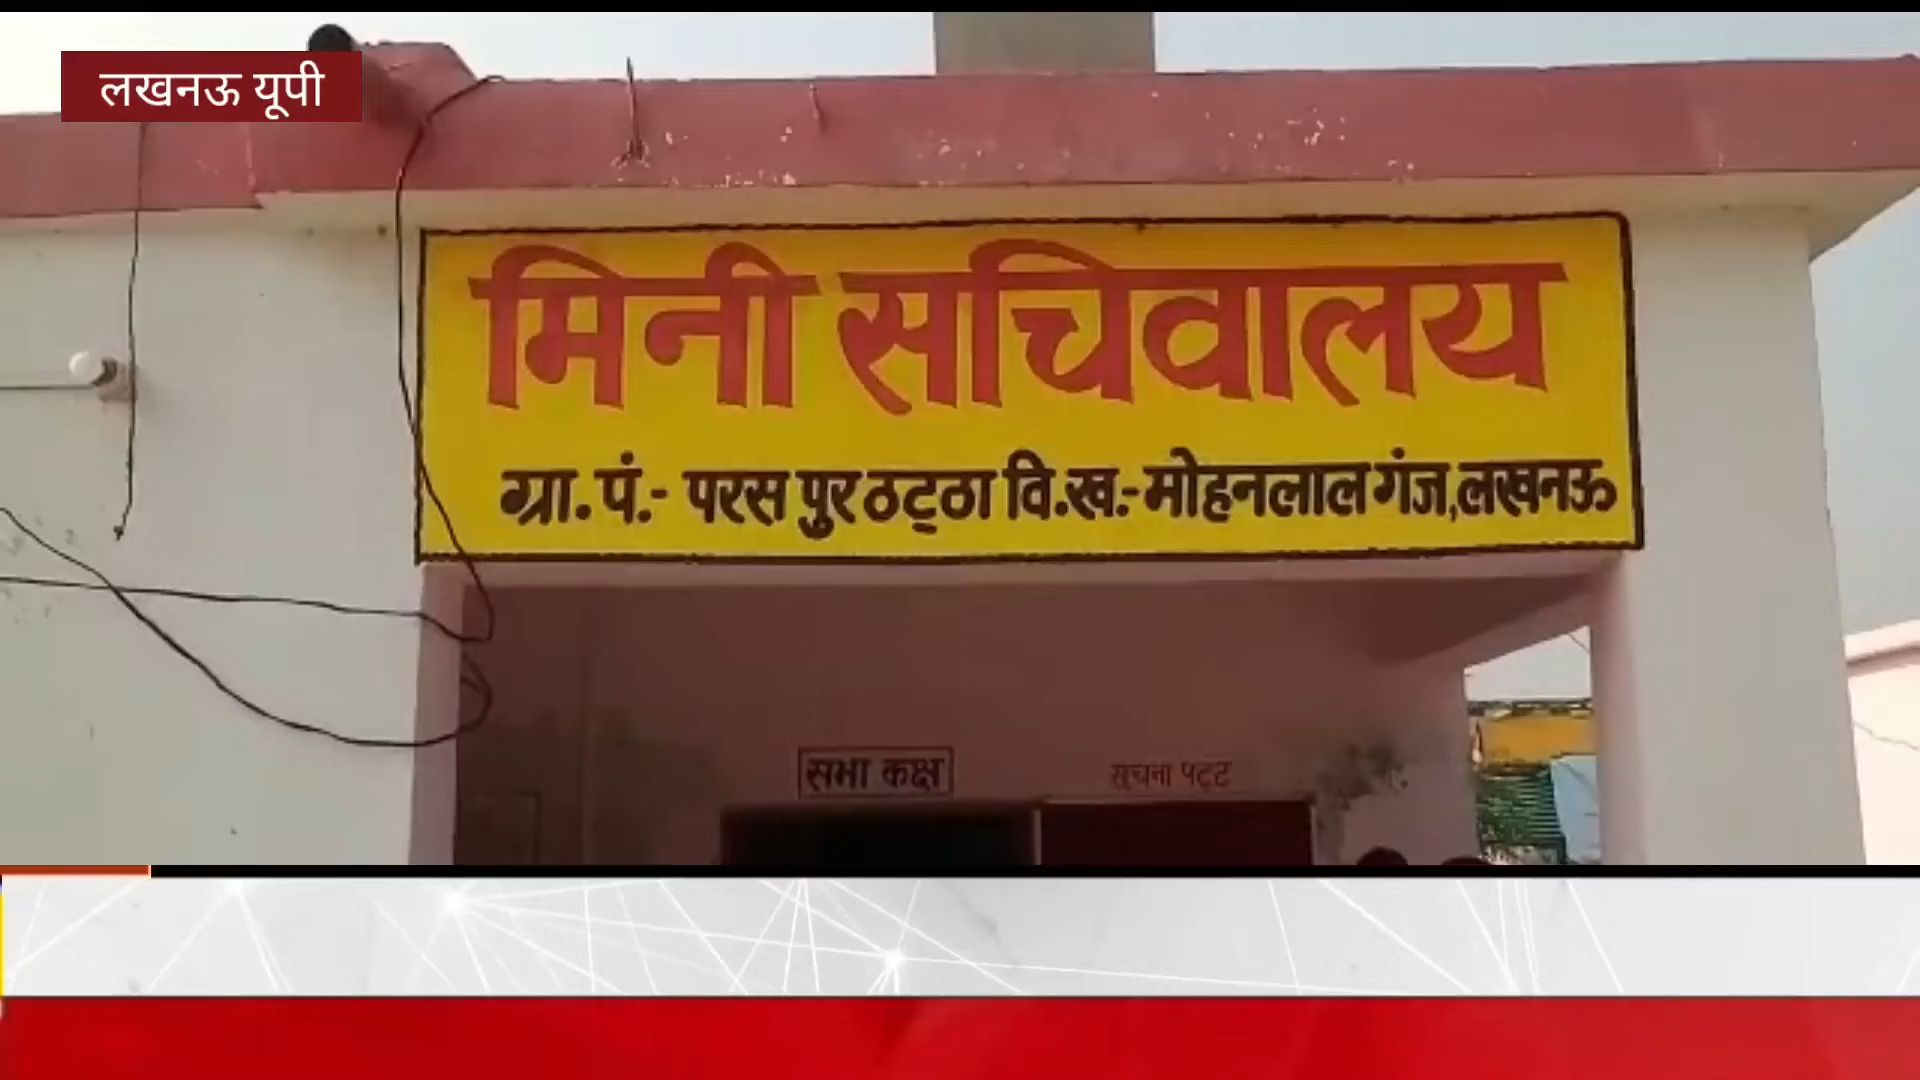 लखनऊ यूपी
मिनी सचिवालय
ग्रा. पं.- परस पुर ठट्ठा वि.ख.- मोहनलाल गंज, लखनऊ
सभा कक्ष
सूचना पट्ट